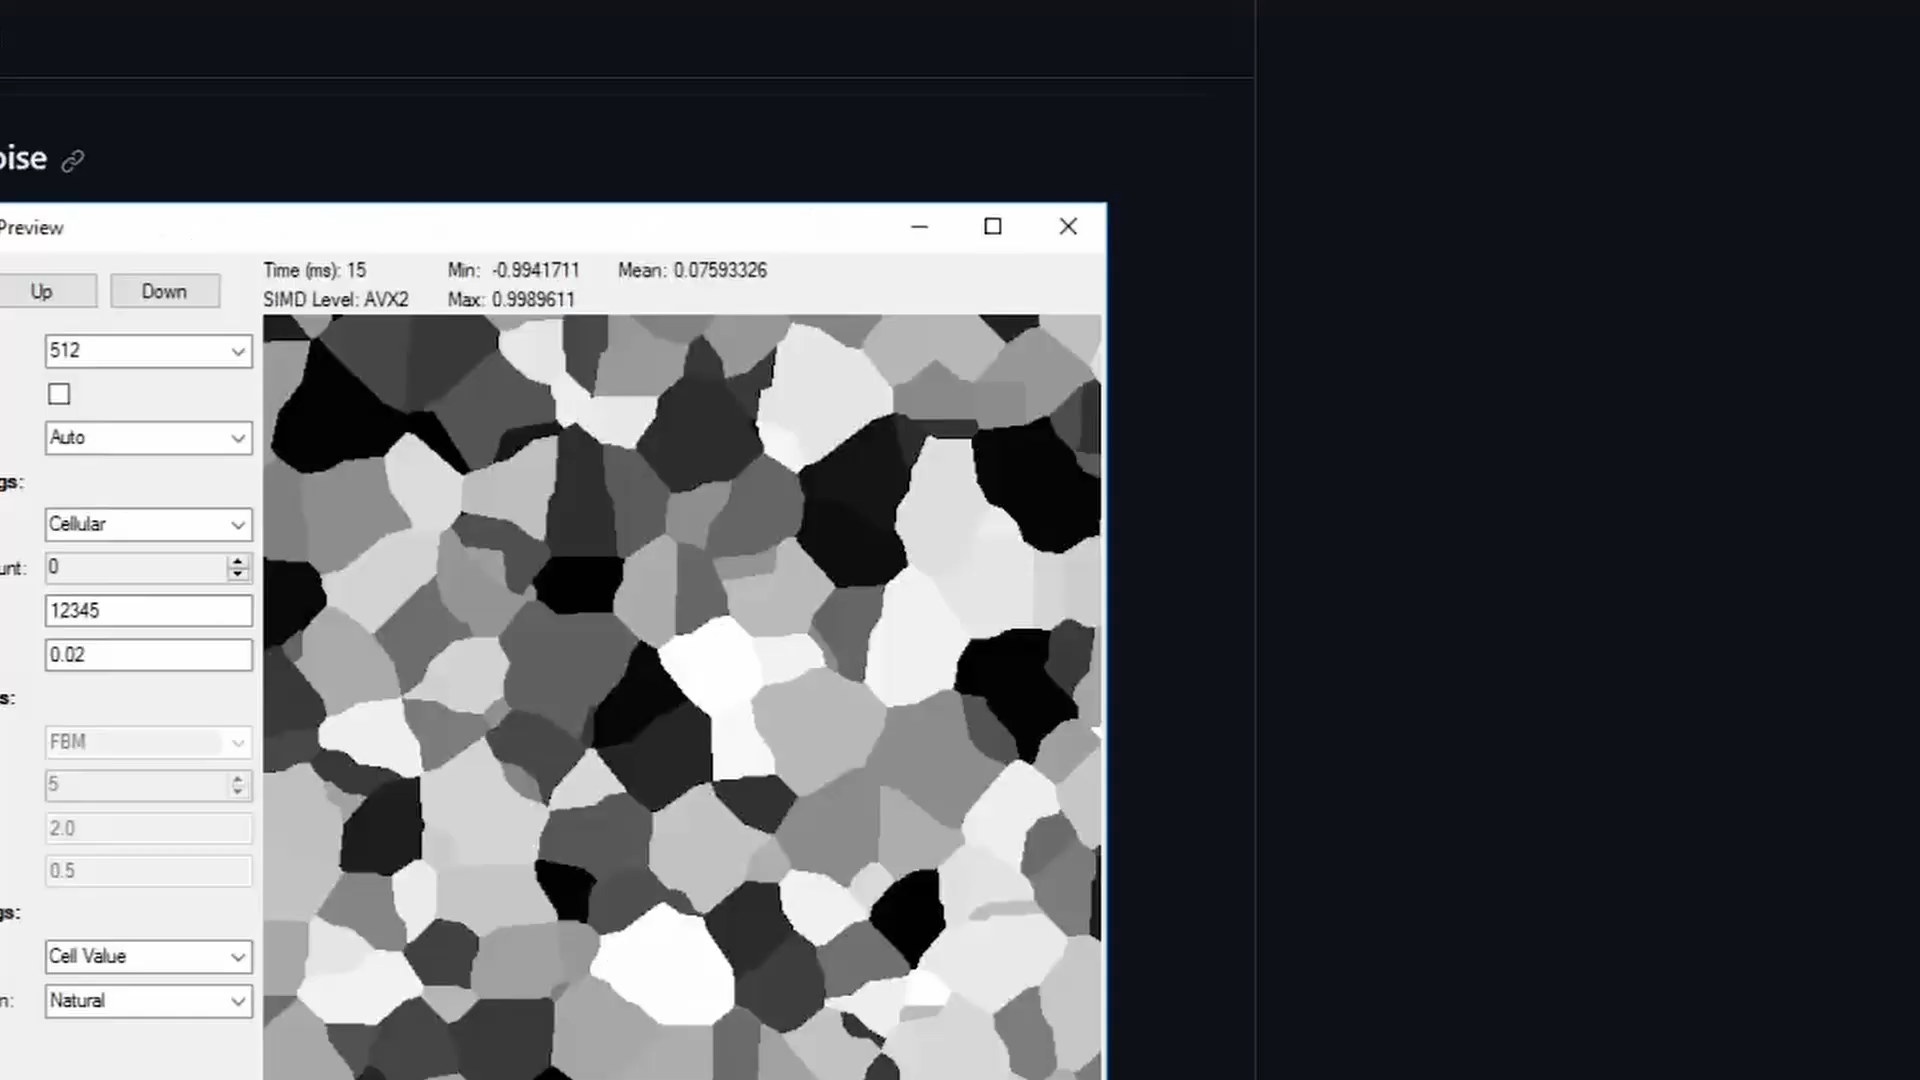 oise
Preview
Up
Down
Time (ms): 15
Min: -0.9941711
Mean: 0.07593326
SIMD Level: AVX2
Max: 0.9989611
512
Auto
gs:
Cellular
unt: 0
12345
0.02
s:
FBM
5
2.0
0.5
gs:
Cell Value
n: Natural